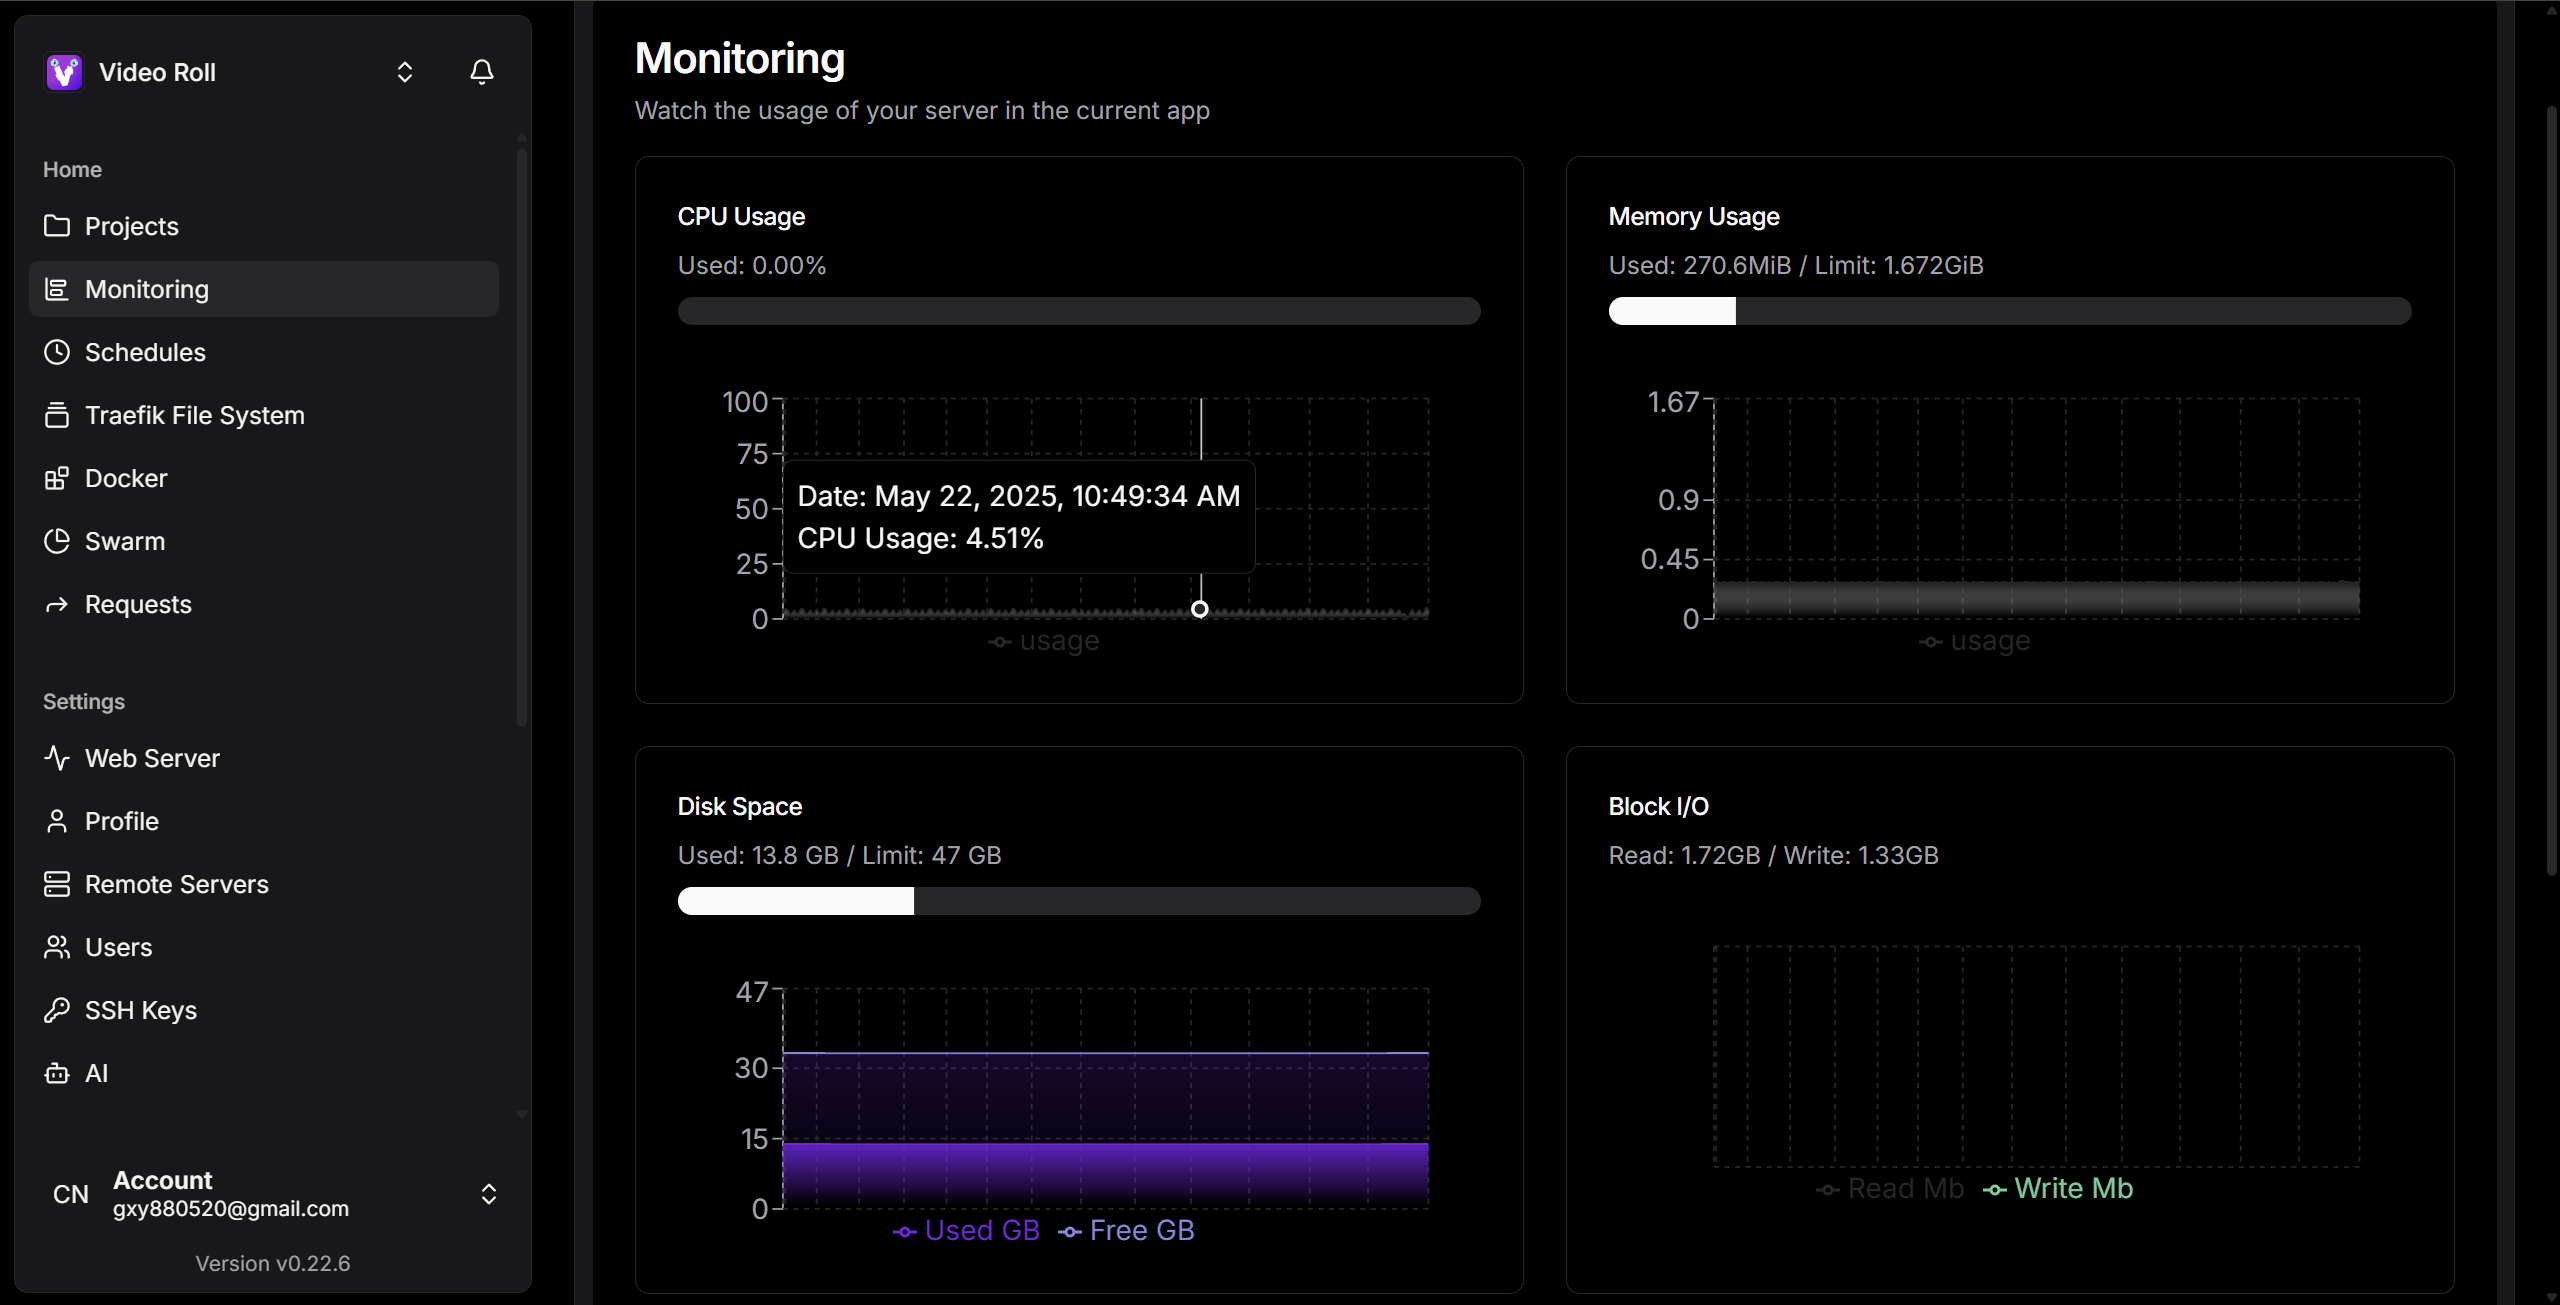 Video Roll
Home
Projects
Monitoring
Schedules
Traefik File System
Docker
Swarm
Requests
Settings
Web Server
Profile
Remote Servers
Users
SSH Keys
AI
CN
Account
gxy880520@gmail.com
Version v0.22.6
Monitoring
Watch the usage of your server in the current app
CPU Usage
Used: 0.00%
100
75
50
25
0
Date: May 22, 2025, 10:49:34 AM
CPU Usage: 4.51%
usage
Memory Usage
Used: 270.6MiB / Limit: 1.672GiB
1.67
0.9
0.45
0
usage
Disk Space
Used: 13.8 GB / Limit: 47 GB
47
30
15
0
Used GB Free GB
Block I/O
Read: 1.72GB / Write: 1.33GB
Read Mb Write Mb